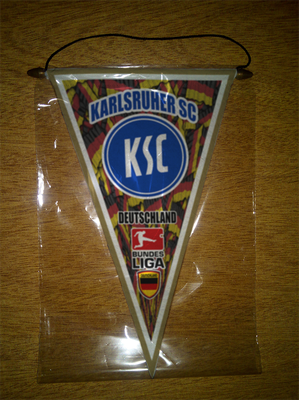 KARLSRUHER SC
KSC
DEUTSCHLAND
BUNDES
LIGA